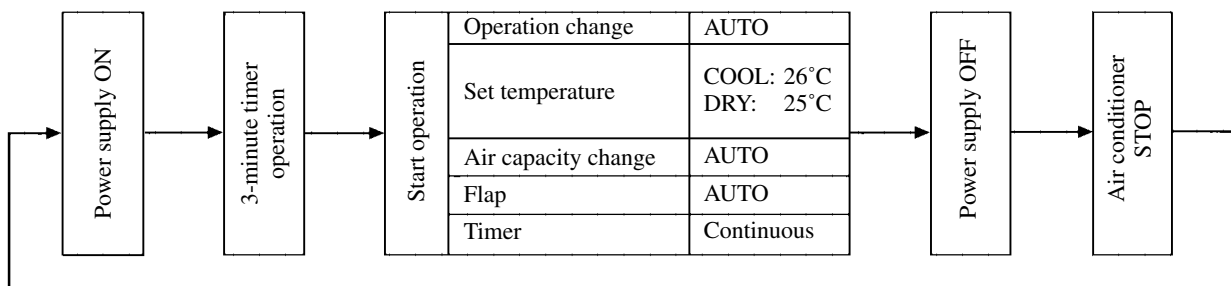 Power supply ON
3-minute timer
operation
Start operation
Operation change AUTO
Set temperature COOL: 26˚C
DRY: 25˚C
Air capacity change AUTO
Flap AUTO
Timer Continuous
Power supply OFF
Air conditioner
STOP